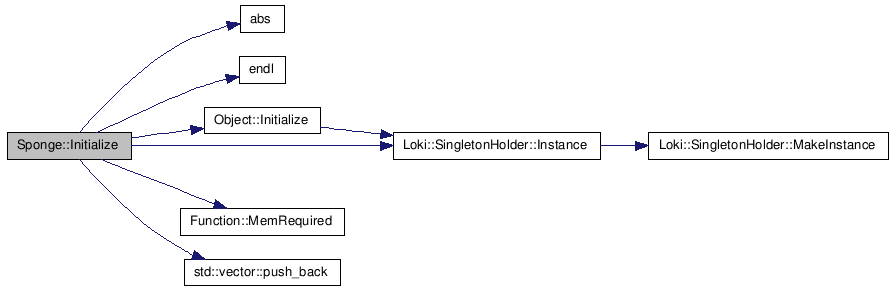 abs
endl
Object::Initialize
Sponge::Initialize
Loki::SingletonHolder::Instance
Loki::SingletonHolder::MakeInstance
Function::MemRequired
std::vector::push_back